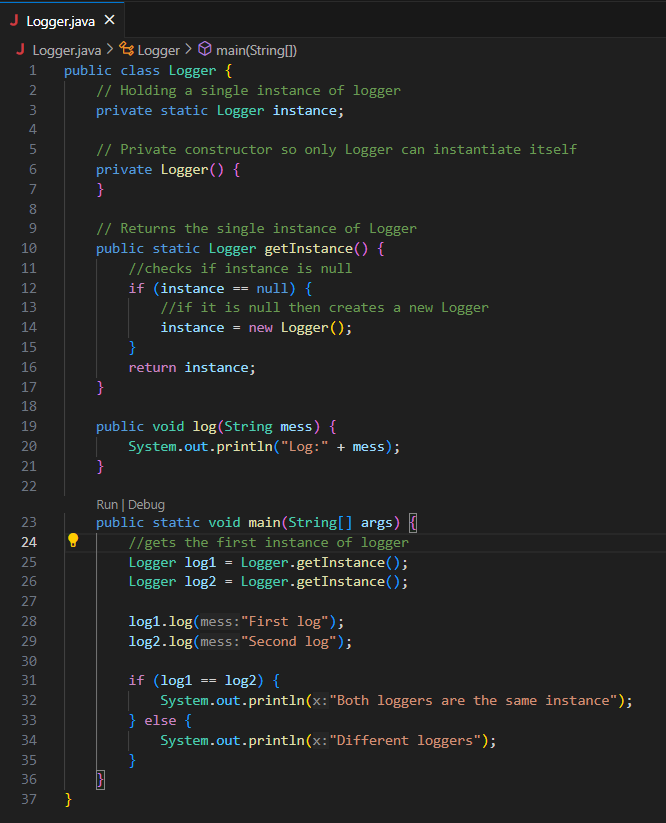 J Logger.java ×
J Logger.java > Logger > main(String[])
1 public class Logger {
2     // Holding a single instance of logger
3     private static Logger instance;
4
5     // Private constructor so only Logger can instantiate itself
6     private Logger() {
7     }
8
9     // Returns the single instance of Logger
10     public static Logger getInstance() {
11         //checks if instance is null
12         if (instance == null) {
13             //if it is null then creates a new Logger
14             instance = new Logger();
15         }
16         return instance;
17     }
18
19     public void log(String mess) {
20         System.out.println("Log:" + mess);
21     }
22
Run | Debug
23     public static void main(String[] args) {
24         //gets the first instance of logger
25         Logger log1 = Logger.getInstance();
26         Logger log2 = Logger.getInstance();
27
28         log1.log(mess:"First log");
29         log2.log(mess:"Second log");
30
31         if (log1 == log2) {
32             System.out.println(x:"Both loggers are the same instance");
33         } else {
34             System.out.println(x:"Different loggers");
35         }
36     }
37 }